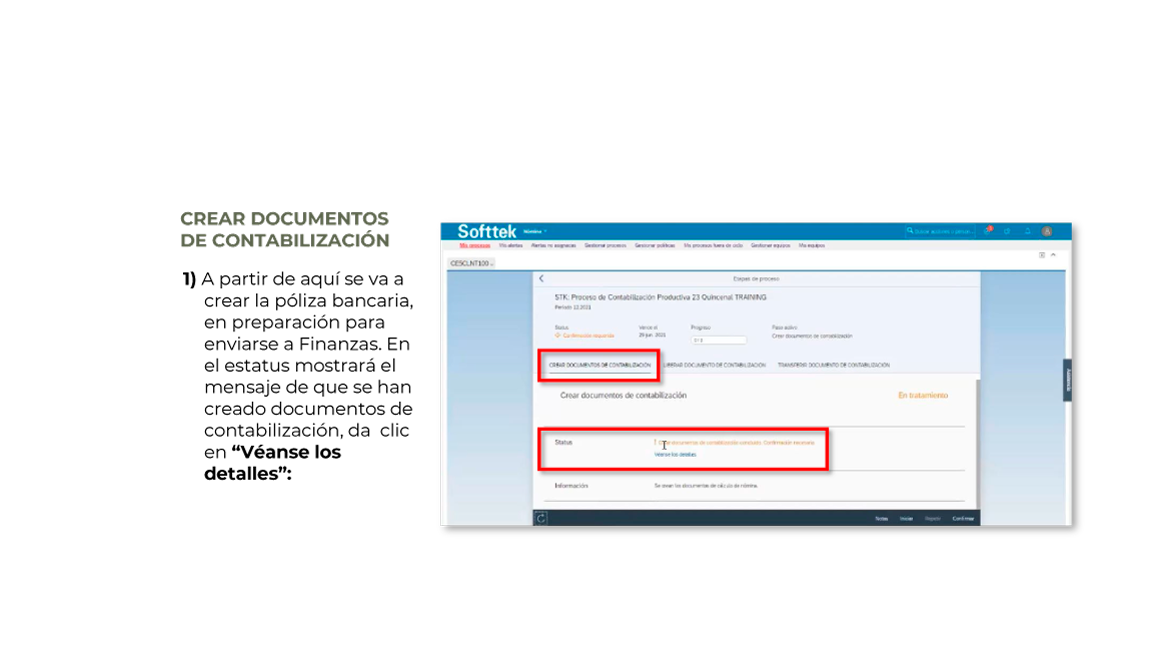 CREAR DOCUMENTOS
DE CONTABILIZACIÓN
1) A partir de aquí se va a
crear la póliza bancaria,
en preparación para
enviarse a Finanzas. En
el estatus mostrará el
mensaje de que se han
creado documentos de
contabilización, da clic
en “Véanse los
detalles”:
Softtek Nómina
Mis procesos Mis alertas Alertas no asignadas Gestionar procesos Gestionar políticas Mis procesos fuera de ciclo Gestionar equipos Mis equipos
Etapas de proceso
STK: Proceso de Contabilización Productiva 23 Quincenal TRAINING
Período 12.2021
Status Vence el Progreso Paso activo
Confirmación requerida 29 jun. 2021 Crear documentos de contabilización
CREAR DOCUMENTOS DE CONTABILIZACIÓN LIBERAR DOCUMENTO DE CONTABILIZACIÓN TRANSFERIR DOCUMENTO DE CONTABILIZACIÓN
Crear documentos de contabilización En tratamiento
Status documentos de contabilización concluido. Confirmación necesaria.
Véanse los detalles
Información Se crean los documentos de cálculo de nómina.
Notas Iniciar Repetir Confirmar
Asistencia